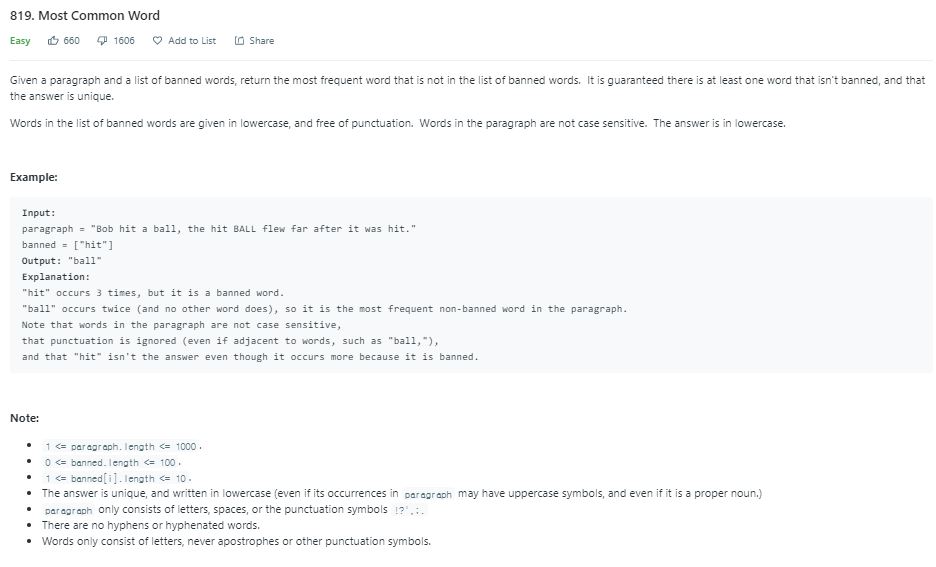 819. Most Common Word
Easy 660 1606 Add to List Share
Given a paragraph and a list of banned words, return the most frequent word that is not in the list of banned words.  It is guaranteed there is at least one word that isn't banned, and that
the answer is unique.
Words in the list of banned words are given in lowercase, and free of punctuation.  Words in the paragraph are not case sensitive.  The answer is in lowercase.
Example:
Input:
paragraph = "Bob hit a ball, the hit BALL flew far after it was hit."
banned = ["hit"]
Output: "ball"
Explanation:
"hit" occurs 3 times, but it is a banned word.
"ball" occurs twice (and no other word does), so it is the most frequent non-banned word in the paragraph.
Note that words in the paragraph are not case sensitive,
that punctuation is ignored (even if adjacent to words, such as "ball,"),
and that "hit" isn't the answer even though it occurs more because it is banned.
Note:
• 1 <= paragraph.length <= 1000.
• 0 <= banned.length <= 100.
• 1 <= banned[i].length <= 10.
• The answer is unique, and written in lowercase (even if its occurrences in paragraph may have uppercase symbols, and even if it is a proper noun.)
• paragraph only consists of letters, spaces, or the punctuation symbols !?',;.
• There are no hyphens or hyphenated words.
• Words only consist of letters, never apostrophes or other punctuation symbols.